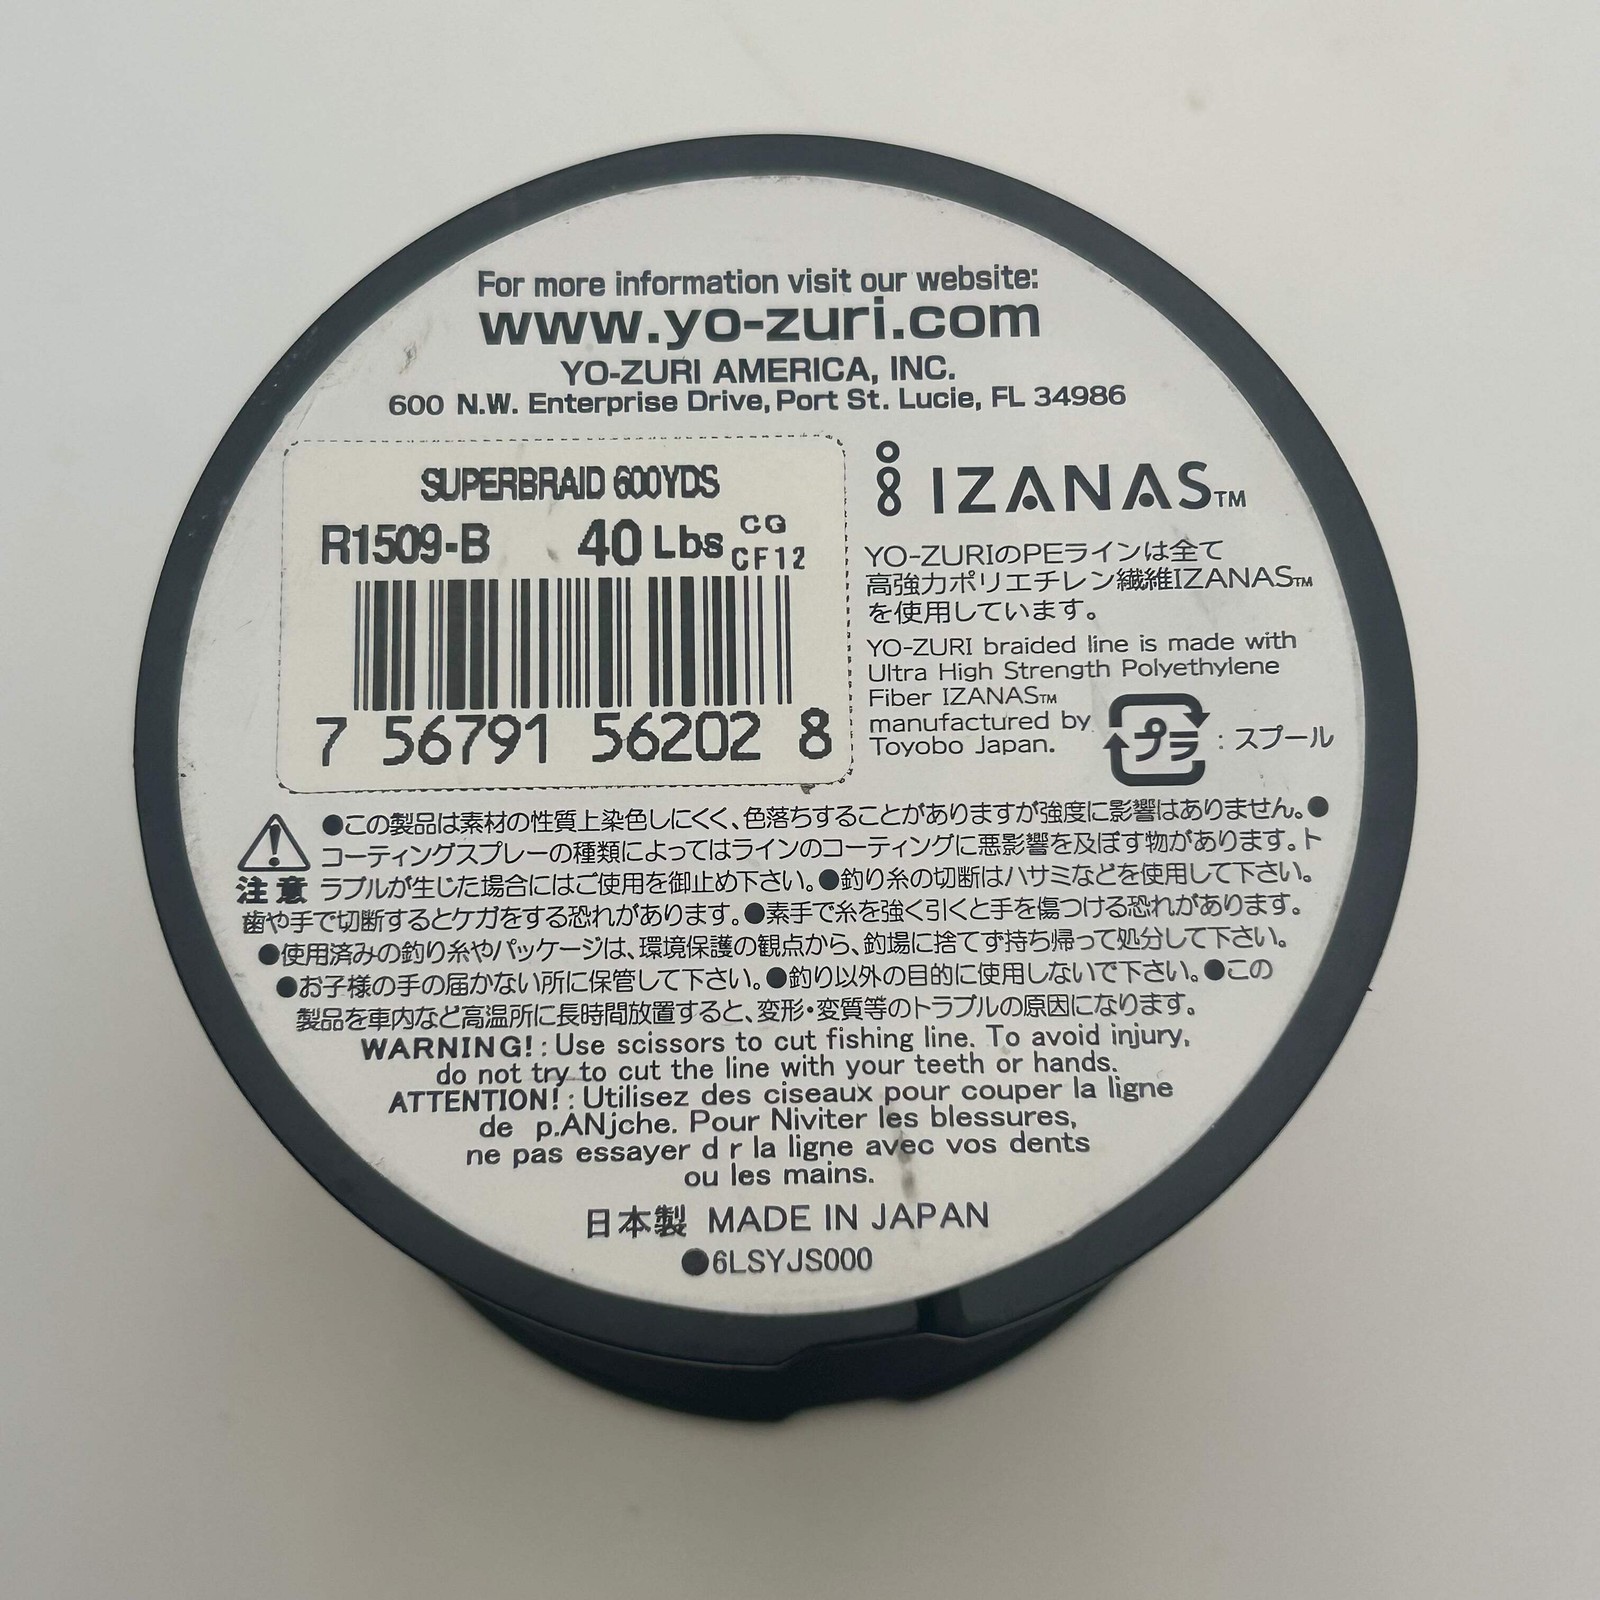 For more information visit our website:
www.yo-zuri.com
YO-ZURI AMERICA, INC.
600 N.W. Enterprise Drive, Port St. Lucie, FL 34986
SUPERBRAID 600YDS
R1509-B 40 Lbs CG CF12
7 56791 56202 8
IZANAS™
YO-ZURIのPEラインは全て
高強力ポリエチレン繊維IZANAS™
を使用しています。
YO-ZURI braided line is made with
Ultra High Strength Polyethylene
Fiber IZANAS™
manufactured by
Toyobo Japan.
プラ : スプール
注意
●この製品は素材の性質上染色しにくく、色落ちすることがありますが強度に影響はありません。●
コーティングスプレーの種類によってはラインのコーティングに悪影響を及ぼす物があります。ト
ラブルが生じた場合にはご使用を御止め下さい。●釣り糸の切断はハサミなどを使用して下さい。
歯や手で切断するとケガをする恐れがあります。●素手で糸を強く引くと手を傷つける恐れがあります。
●使用済みの釣り糸やパッケージは、環境保護の観点から、釣場に捨てず持ち帰って処分して下さい。
●お子様の手の届かない所に保管して下さい。●釣り以外の目的に使用しないで下さい。●この
製品を車内など高温所に長時間放置すると、変形・変質等のトラブルの原因になります。
WARNING!: Use scissors to cut fishing line. To avoid injury,
do not try to cut the line with your teeth or hands.
ATTENTION!: Utilisez des ciseaux pour couper la ligne
de p.ANjche. Pour Niviter les blessures,
ne pas essayer d r la ligne avec vos dents
ou les mains.
日本製 MADE IN JAPAN
●6LSYJS000